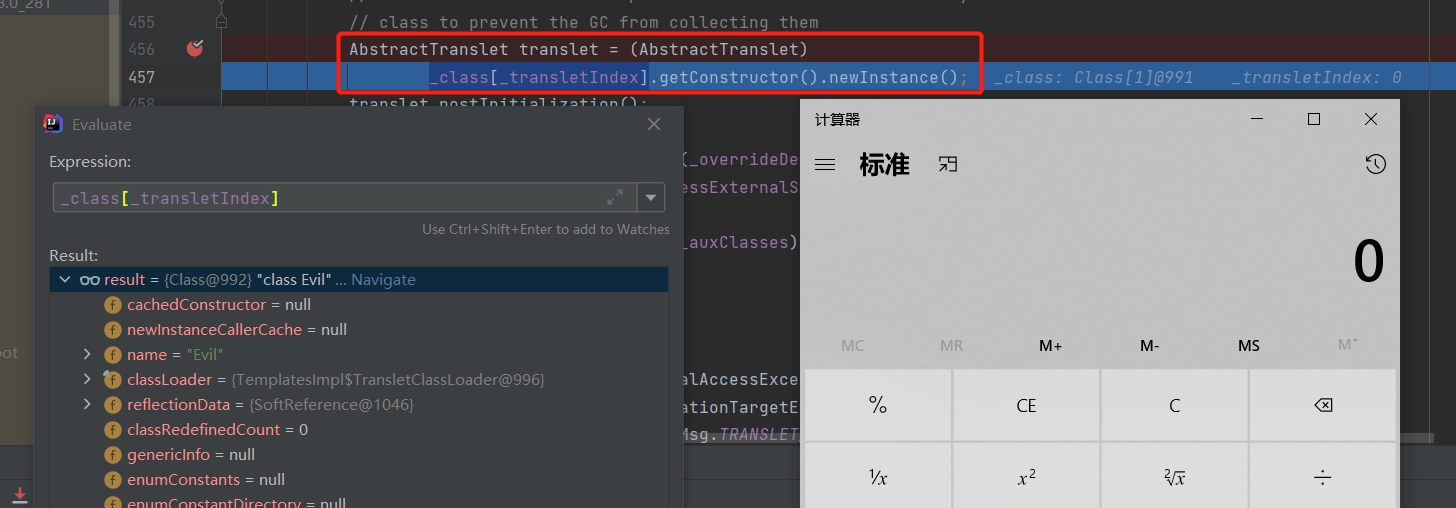 8.0_281
455
// class to prevent the GC from collecting them
456
AbstractTranslet translet = (AbstractTranslet)
457
_class[_transletIndex].getConstructor().newInstance(); _class: Class[1]@991 _transletIndex: 0
458
translet.postInitialization();
Evaluate
Expression:
_class[_transletIndex]
Use Ctrl+Shift+Enter to add to Watches
Result:
result = {Class@992} "class Evil" ... Navigate
cachedConstructor = null
newInstanceCallerCache = null
name = "Evil"
classLoader = {TemplatesImpl$TransletClassLoader@996}
reflectionData = {SoftReference@1046}
classRedefinedCount = 0
genericInfo = null
enumConstants = null
enumConstantDirectory = null
(_overrideDe
essExternalS
_auxClasses)
alAccessExce
ationTargetE
Msg.TRANSLET
oot
计算器
标准
0
MC MR M+ M- MS M
% CE C
¹/x x² ²√x ÷